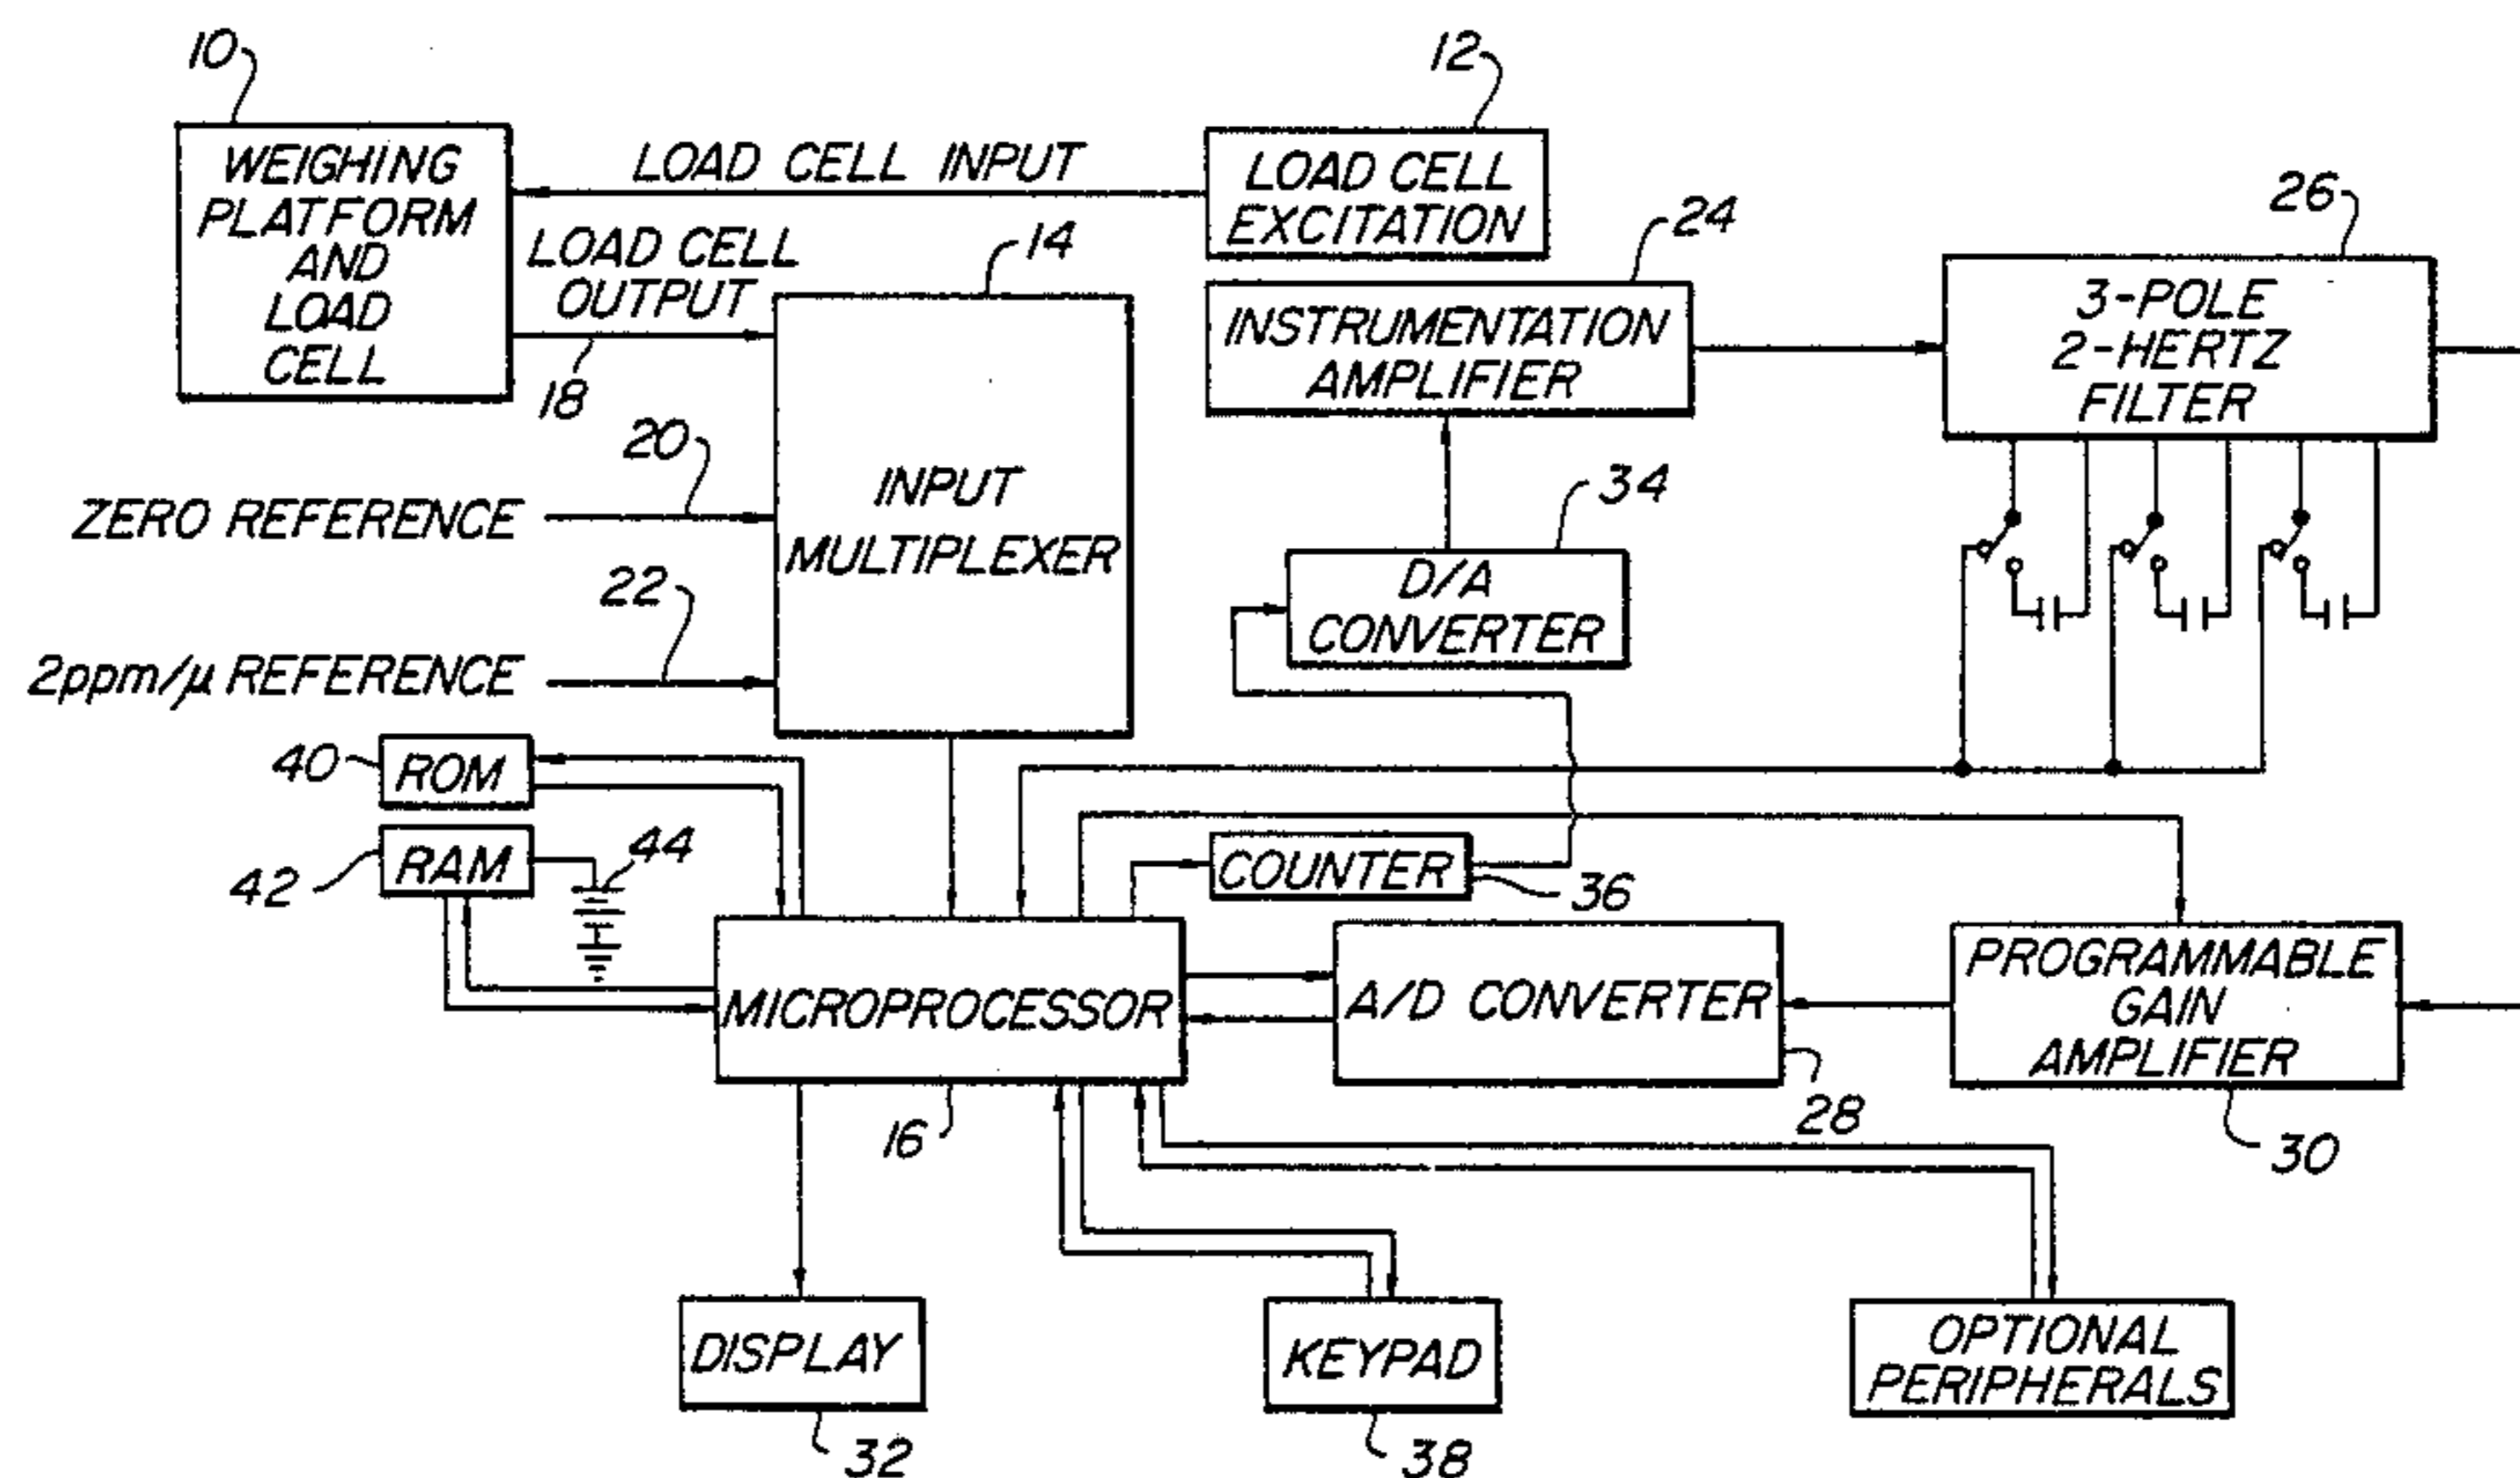 10
12
WEIGHING
PLATFORM
AND
LOAD
CELL
LOAD CELL INPUT
LOAD CELL
EXCITATION
LOAD CELL
OUTPUT
18
14
24
26
INSTRUMENTATION
AMPLIFIER
3-POLE
2-HERTZ
FILTER
20
ZERO REFERENCE
INPUT
MULTIPLEXER
34
D/A
CONVERTER
22
2ppm/μ REFERENCE
40
ROM
42
RAM
44
COUNTER
36
MICROPROCESSOR
16
A/D CONVERTER
28
PROGRAMMABLE
GAIN
AMPLIFIER
30
DISPLAY
32
KEYPAD
38
OPTIONAL
PERIPHERALS